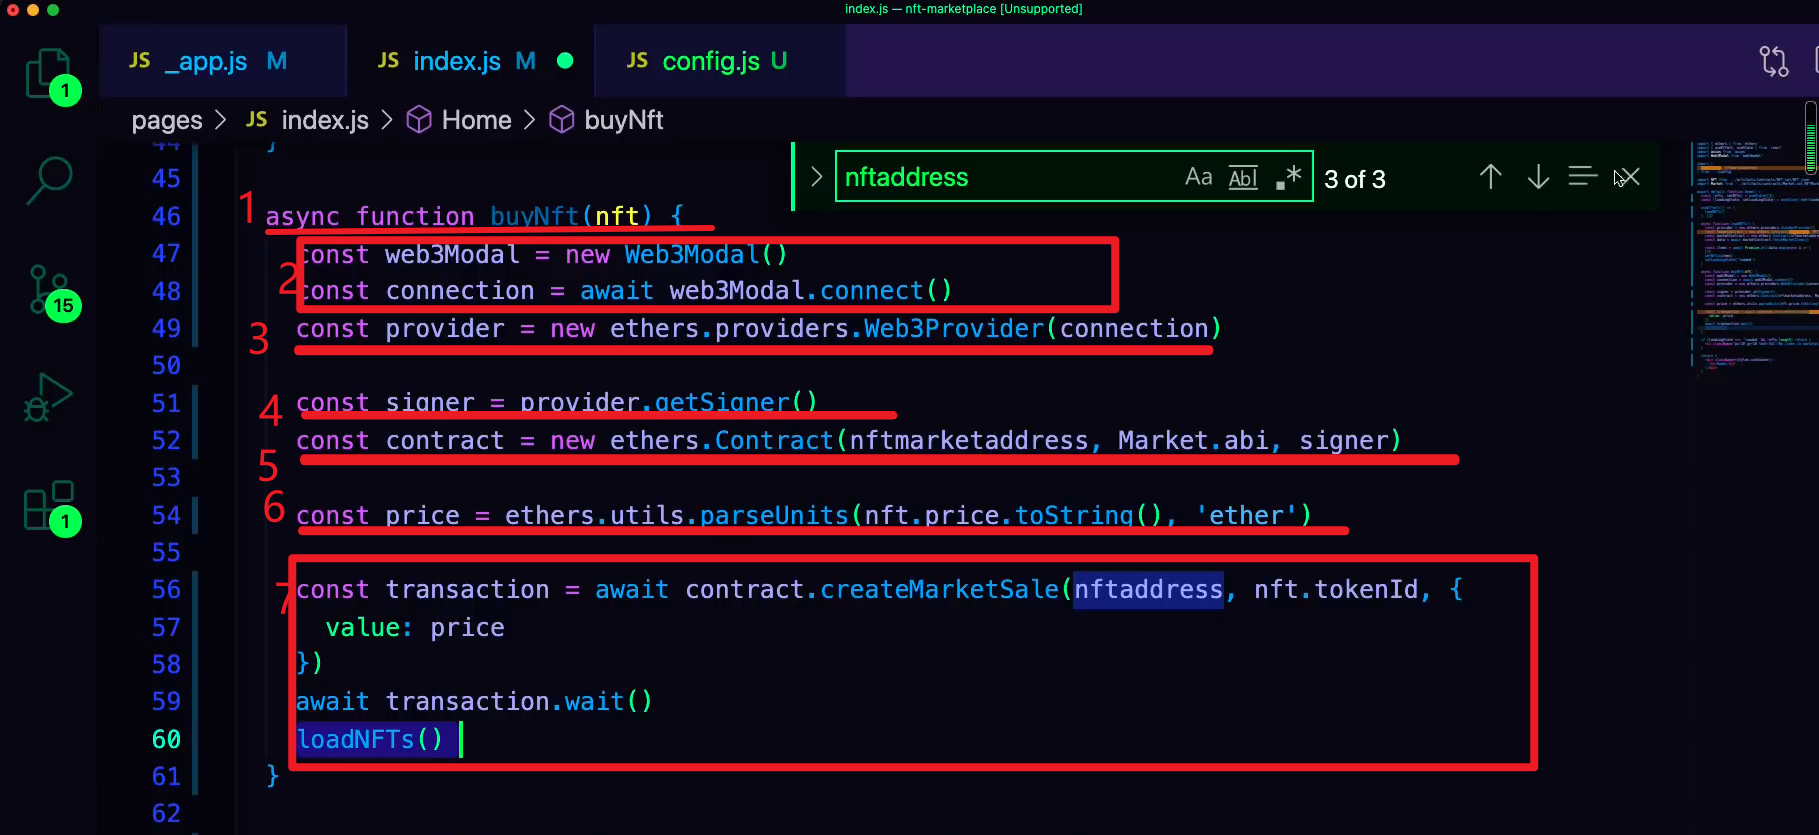 index.js — nft-marketplace [Unsupported]
JS _app.js M
JS index.js M
JS config.js U
pages > JS index.js > Home > buyNft
nftaddress Aa Abl .* 3 of 3
1
15
1
44 }
45
1 46 async function buyNft(nft) {
47 const web3Modal = new Web3Modal()
2 48 const connection = await web3Modal.connect()
3 49 const provider = new ethers.providers.Web3Provider(connection)
50
4 51 const signer = provider.getSigner()
52 const contract = new ethers.Contract(nftmarketaddress, Market.abi, signer)
5 53
6 54 const price = ethers.utils.parseUnits(nft.price.toString(), 'ether')
55
7 56 const transaction = await contract.createMarketSale(nftaddress, nft.tokenId, {
57 value: price
58 })
59 await transaction.wait()
60 loadNFTs()
61 }
62